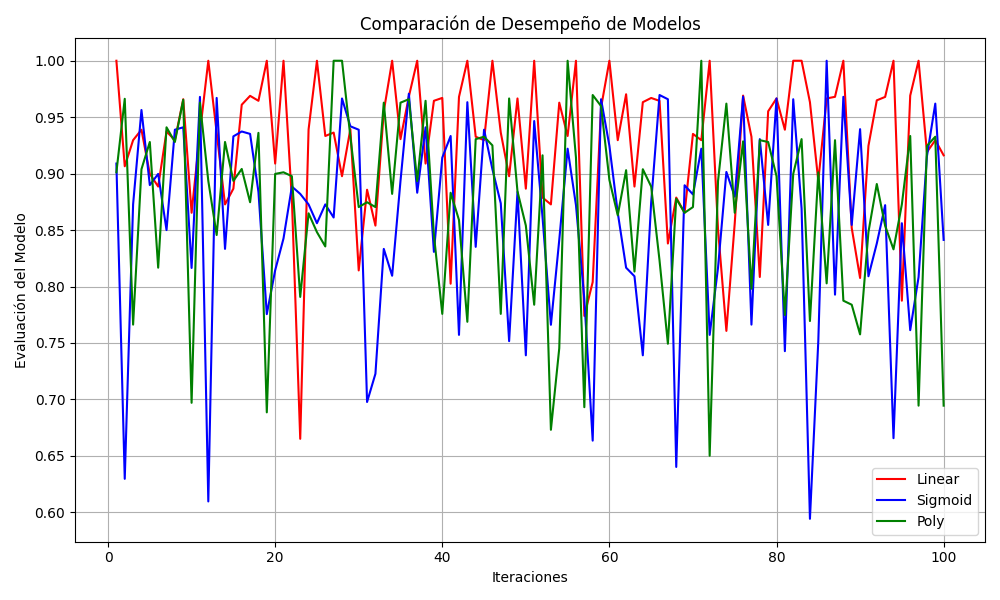 Comparación de Desempeño de Modelos
Evaluación del Modelo
1.00
0.95
0.90
0.85
0.80
0.75
0.70
0.65
0.60
0
20
40
60
80
100
Iteraciones
Linear
Sigmoid
Poly